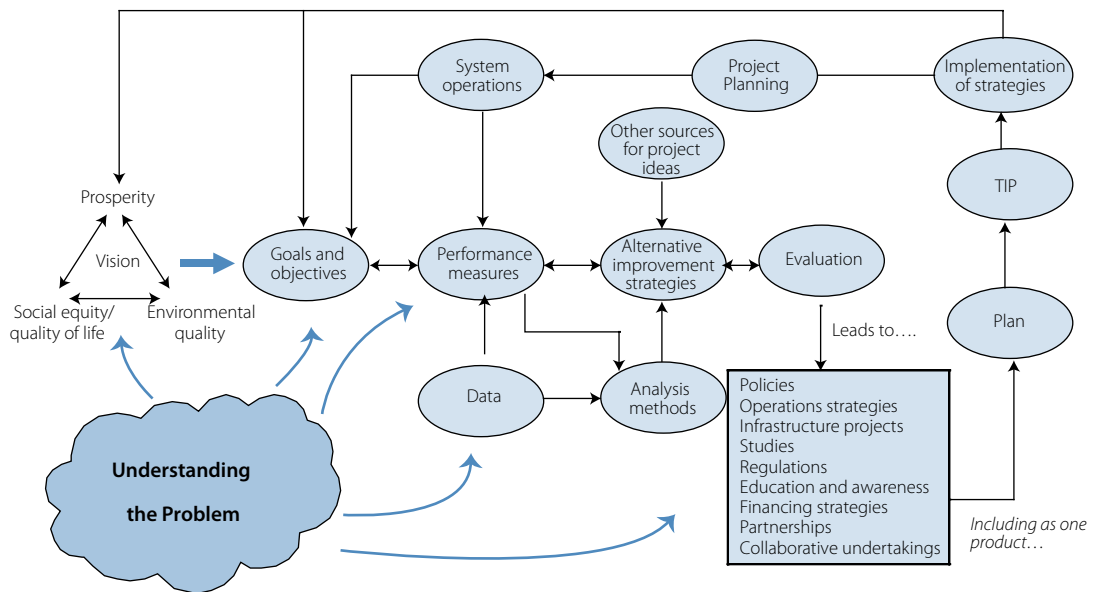 System
operations
Project
Planning
Implementation
of strategies
Other sources
for project
ideas
TIP
Prosperity
Vision
Social equity/
quality of life
Environmental
quality
Goals and
objectives
Performance
measures
Alternative
improvement
strategies
Evaluation
Plan
Leads to....
Data
Analysis
methods
Policies
Operations strategies
Infrastructure projects
Studies
Regulations
Education and awareness
Financing strategies
Partnerships
Collaborative undertakings
Including as one
product...
Understanding
the Problem